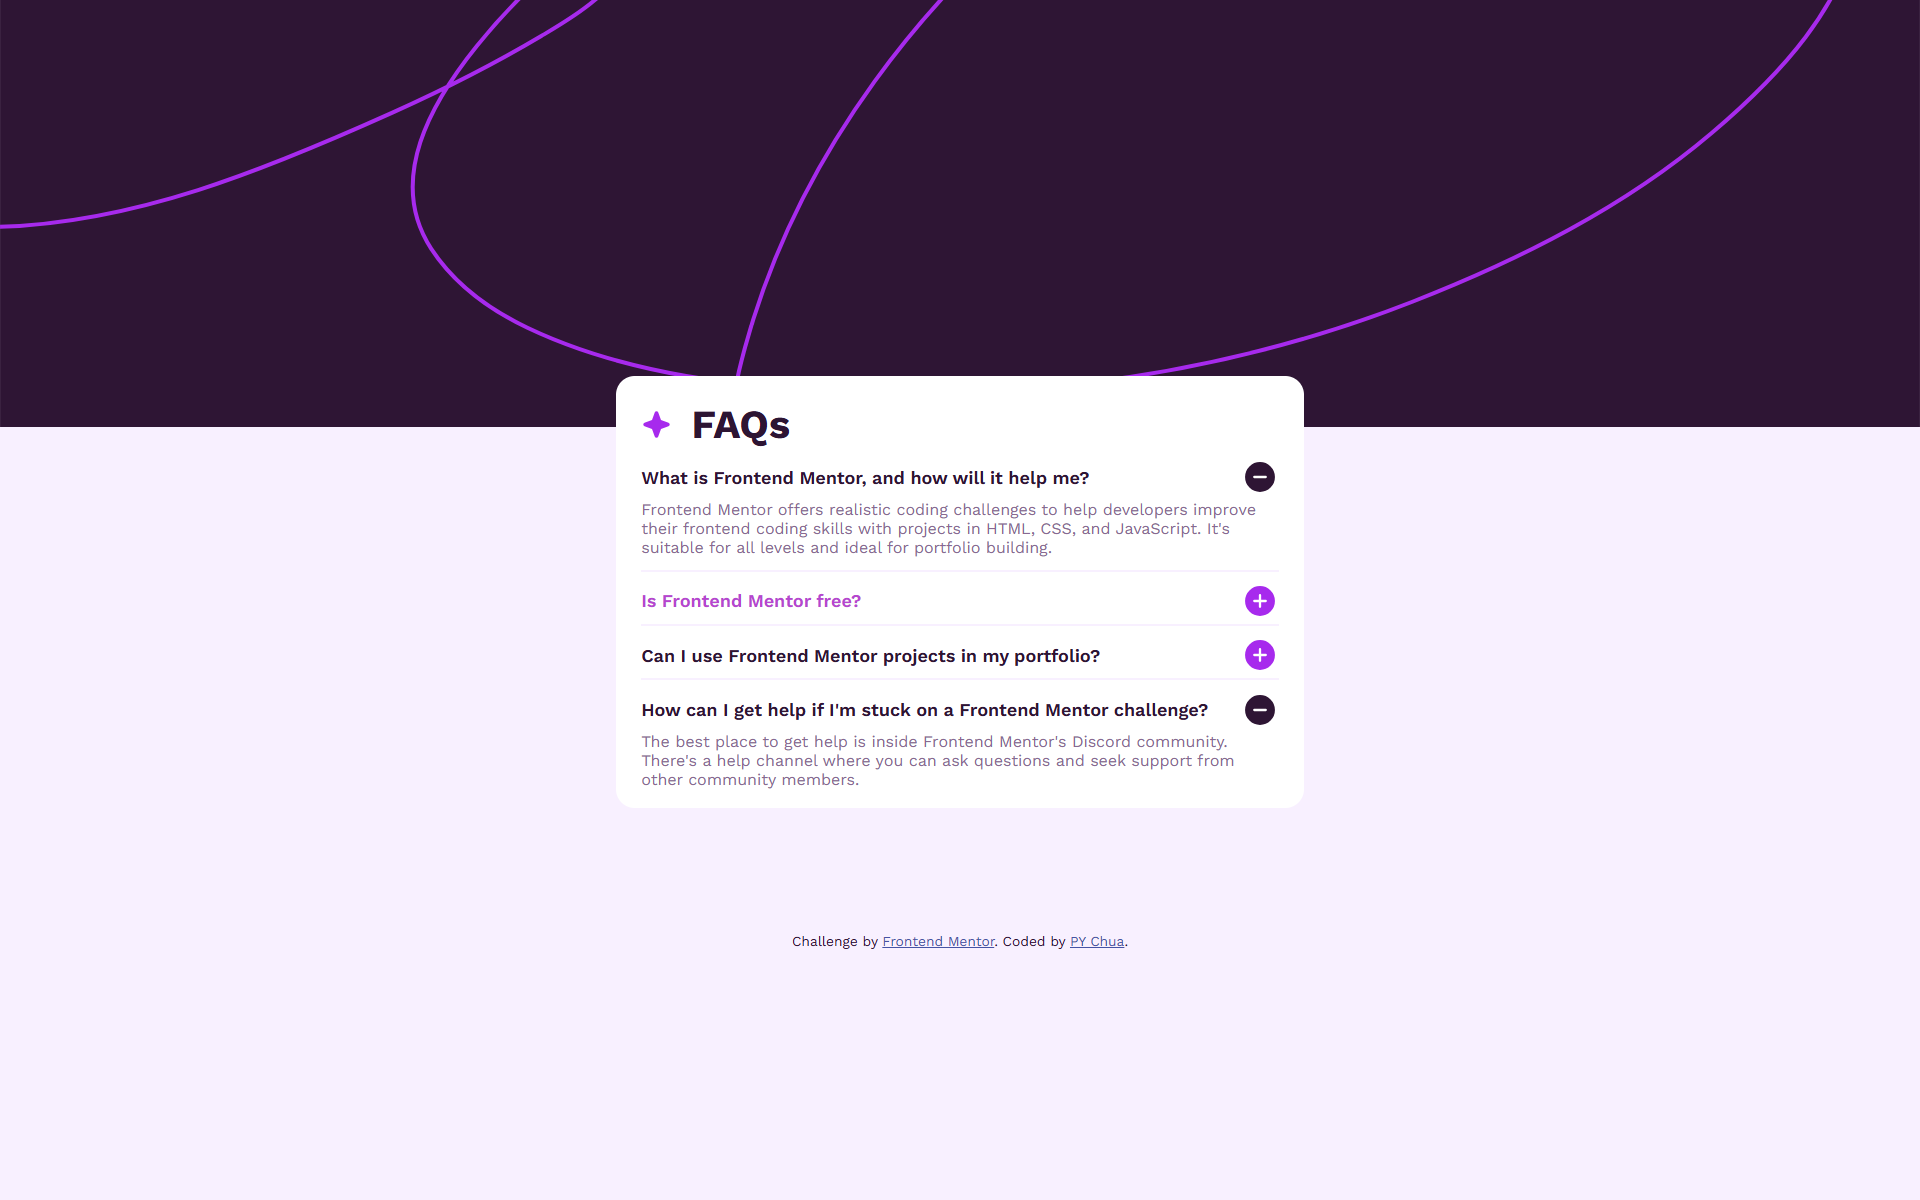 FAQs
What is Frontend Mentor, and how will it help me?
Frontend Mentor offers realistic coding challenges to help developers improve
their frontend coding skills with projects in HTML, CSS, and JavaScript. It's
suitable for all levels and ideal for portfolio building.
Is Frontend Mentor free?
Can I use Frontend Mentor projects in my portfolio?
How can I get help if I'm stuck on a Frontend Mentor challenge?
The best place to get help is inside Frontend Mentor's Discord community.
There's a help channel where you can ask questions and seek support from
other community members.
Challenge by Frontend Mentor. Coded by PY Chua.